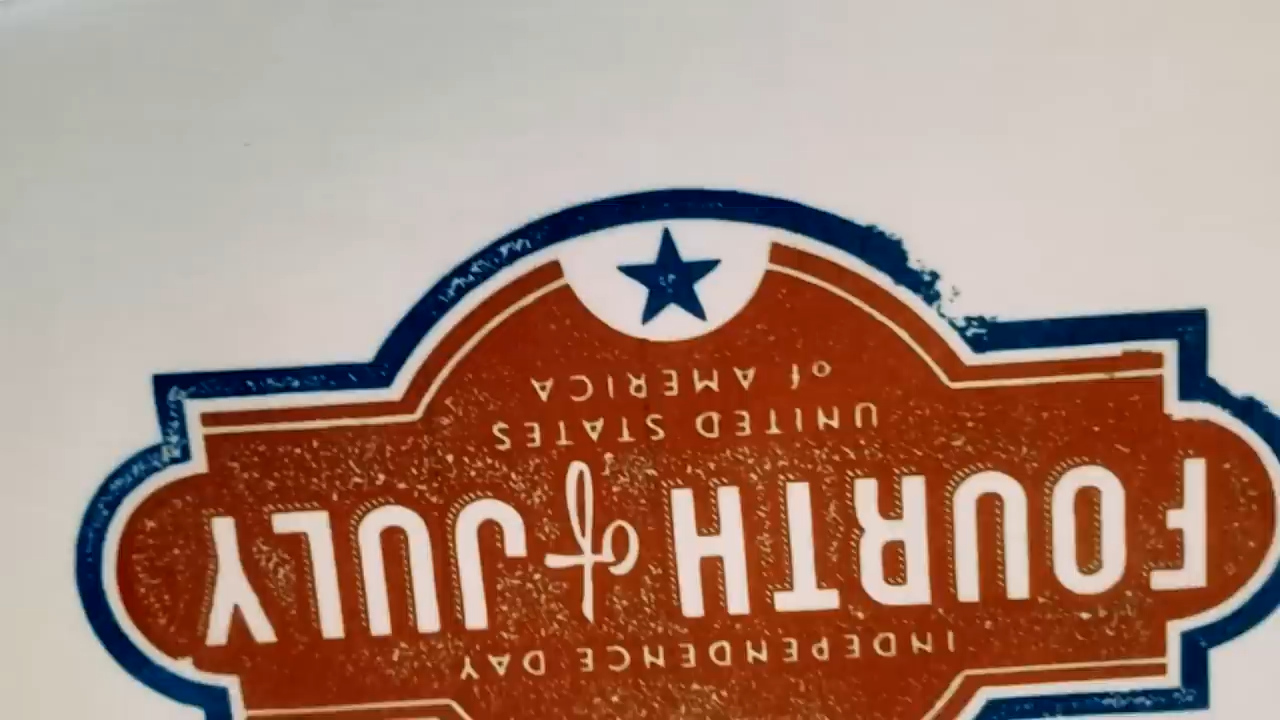 INDEPENDENCE DAY
FOURTH of JULY
UNITED STATES
of AMERICA